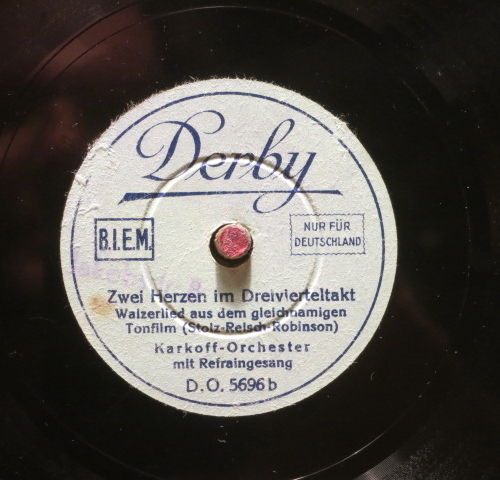 Derby
B.I.E.M.
NUR FÜR
DEUTSCHLAND
Zwei Herzen im Dreivierteltakt
Walzerlied aus dem gleichnamigen
Tonfilm (Stolz-Reisch-Robinson)
Karkoff-Orchester
mit Refraingesang
D.O. 5696 b